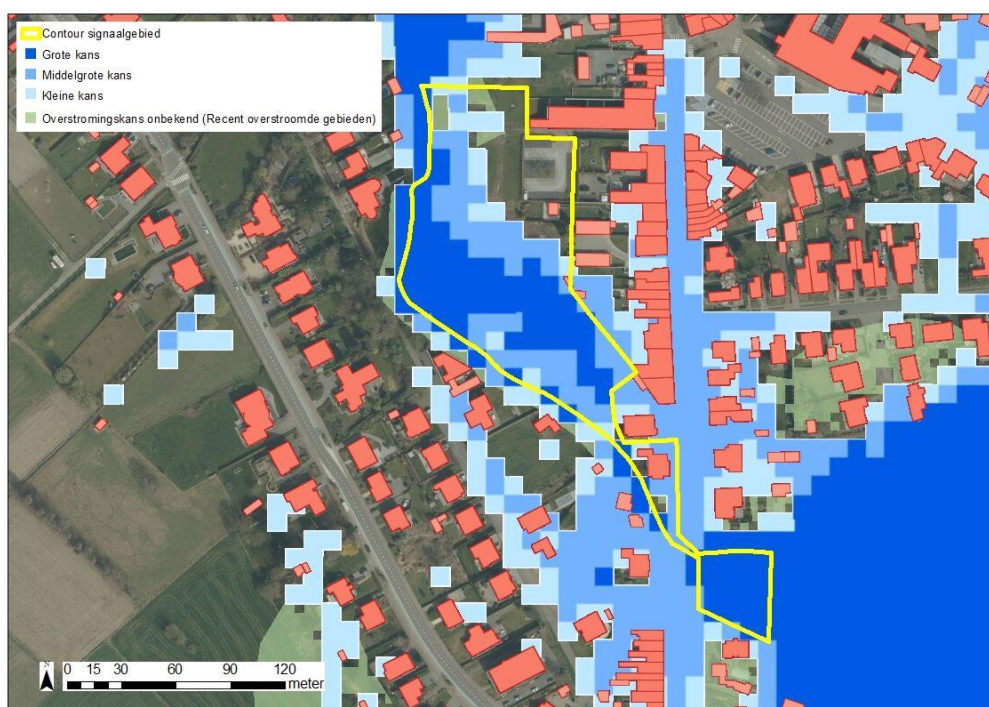 Contour signaalgebied
Grote kans
Middelgrote kans
Kleine kans
Overstromingskans onbekend (Recent overstroomde gebieden)
N
0 15 30 60 90 120
meter